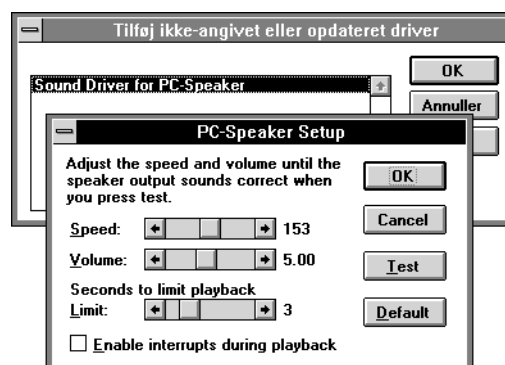 Tilføj ikke-angivet eller opdateret driver
Sound Driver for PC-Speaker
OK
Annuller
PC-Speaker Setup
Adjust the speed and volume until the
speaker output sounds correct when
you press test.
OK
Cancel
Test
Default
Speed: 153
Volume: 5.00
Seconds to limit playback
Limit: 3
Enable interrupts during playback